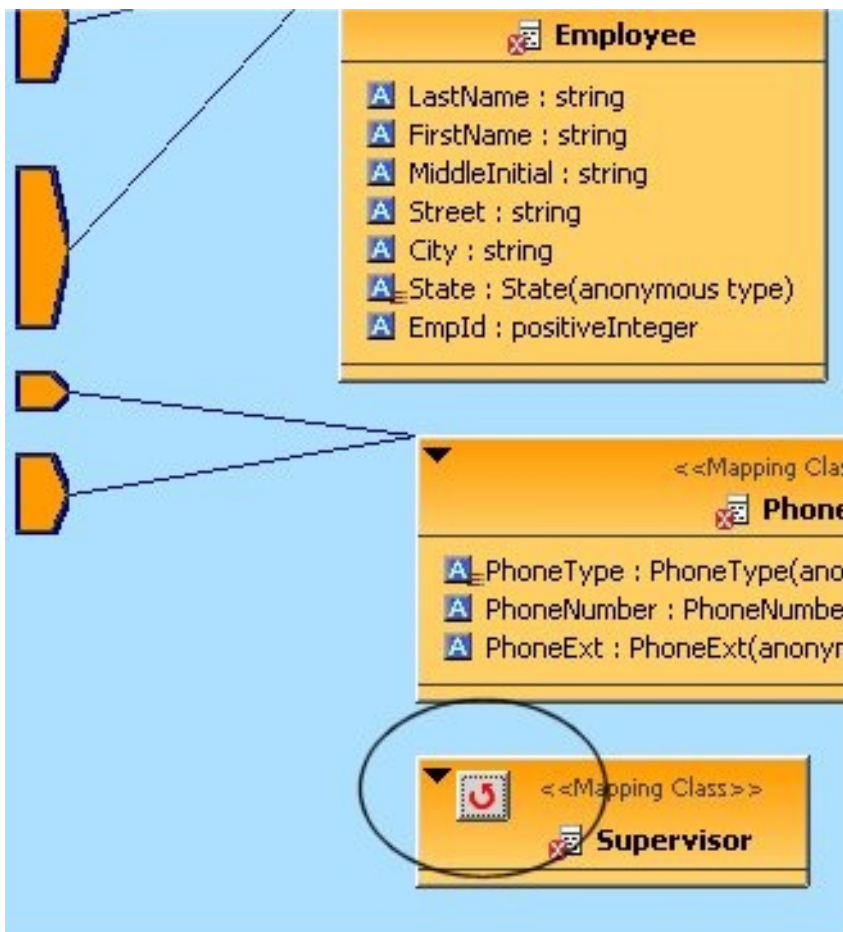 Employee
A LastName : string
A FirstName : string
A MiddleInitial : string
A Street : string
A City : string
A State : State(anonymous type)
A EmpId : positiveInteger
<<Mapping Clas
Phone
A PhoneType : PhoneType(ano
A PhoneNumber : PhoneNumbe
A PhoneExt : PhoneExt(anonym
<<Mapping Class>>
Supervisor